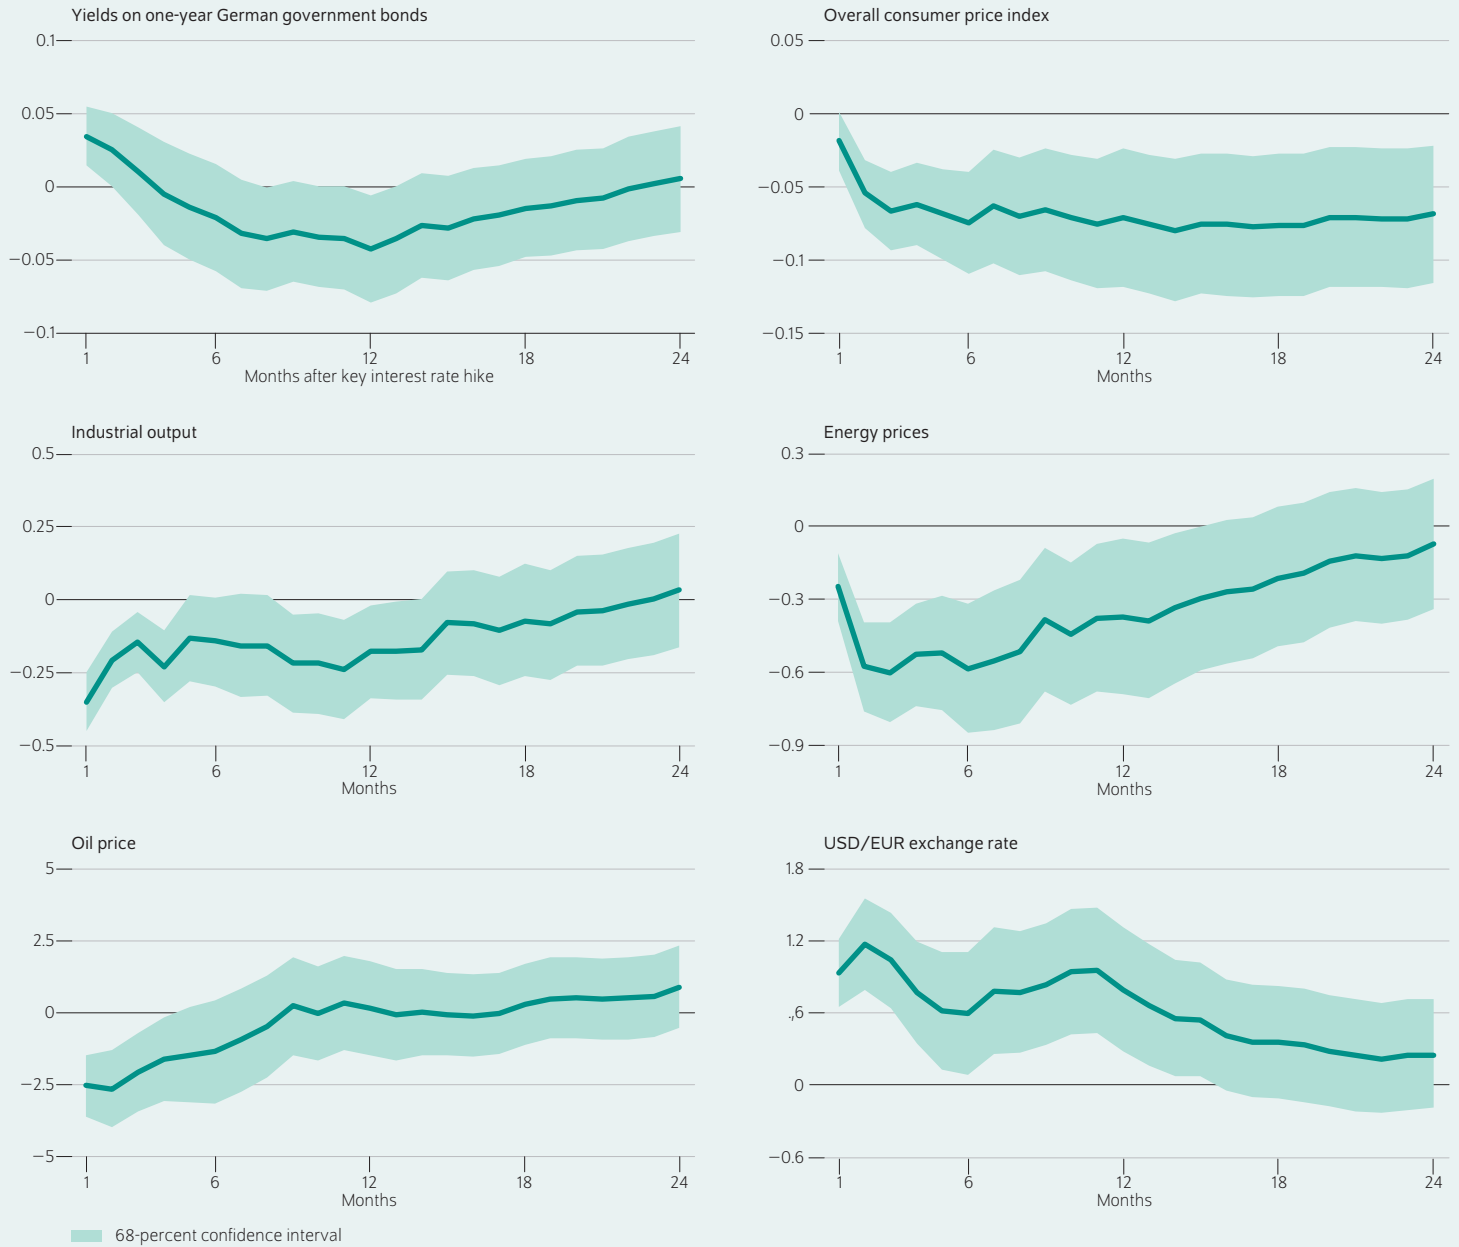 Yields on one-year German government bonds
0.1
0.05
0
−0.05
−0.1
1 6 12 18 24
Months after key interest rate hike
Overall consumer price index
0.05
0
−0.05
−0.1
−0.15
1 6 12 18 24
Months
Industrial output
0.5
0.25
0
−0.25
−0.5
1 6 12 18 24
Months
Energy prices
0.3
0
−0.3
−0.6
−0.9
1 6 12 18 24
Months
Oil price
5
2.5
0
−2.5
−5
1 6 12 18 24
Months
USD/EUR exchange rate
1.8
1.2
.,6
0
−0.6
1 6 12 18 24
Months
68-percent confidence interval